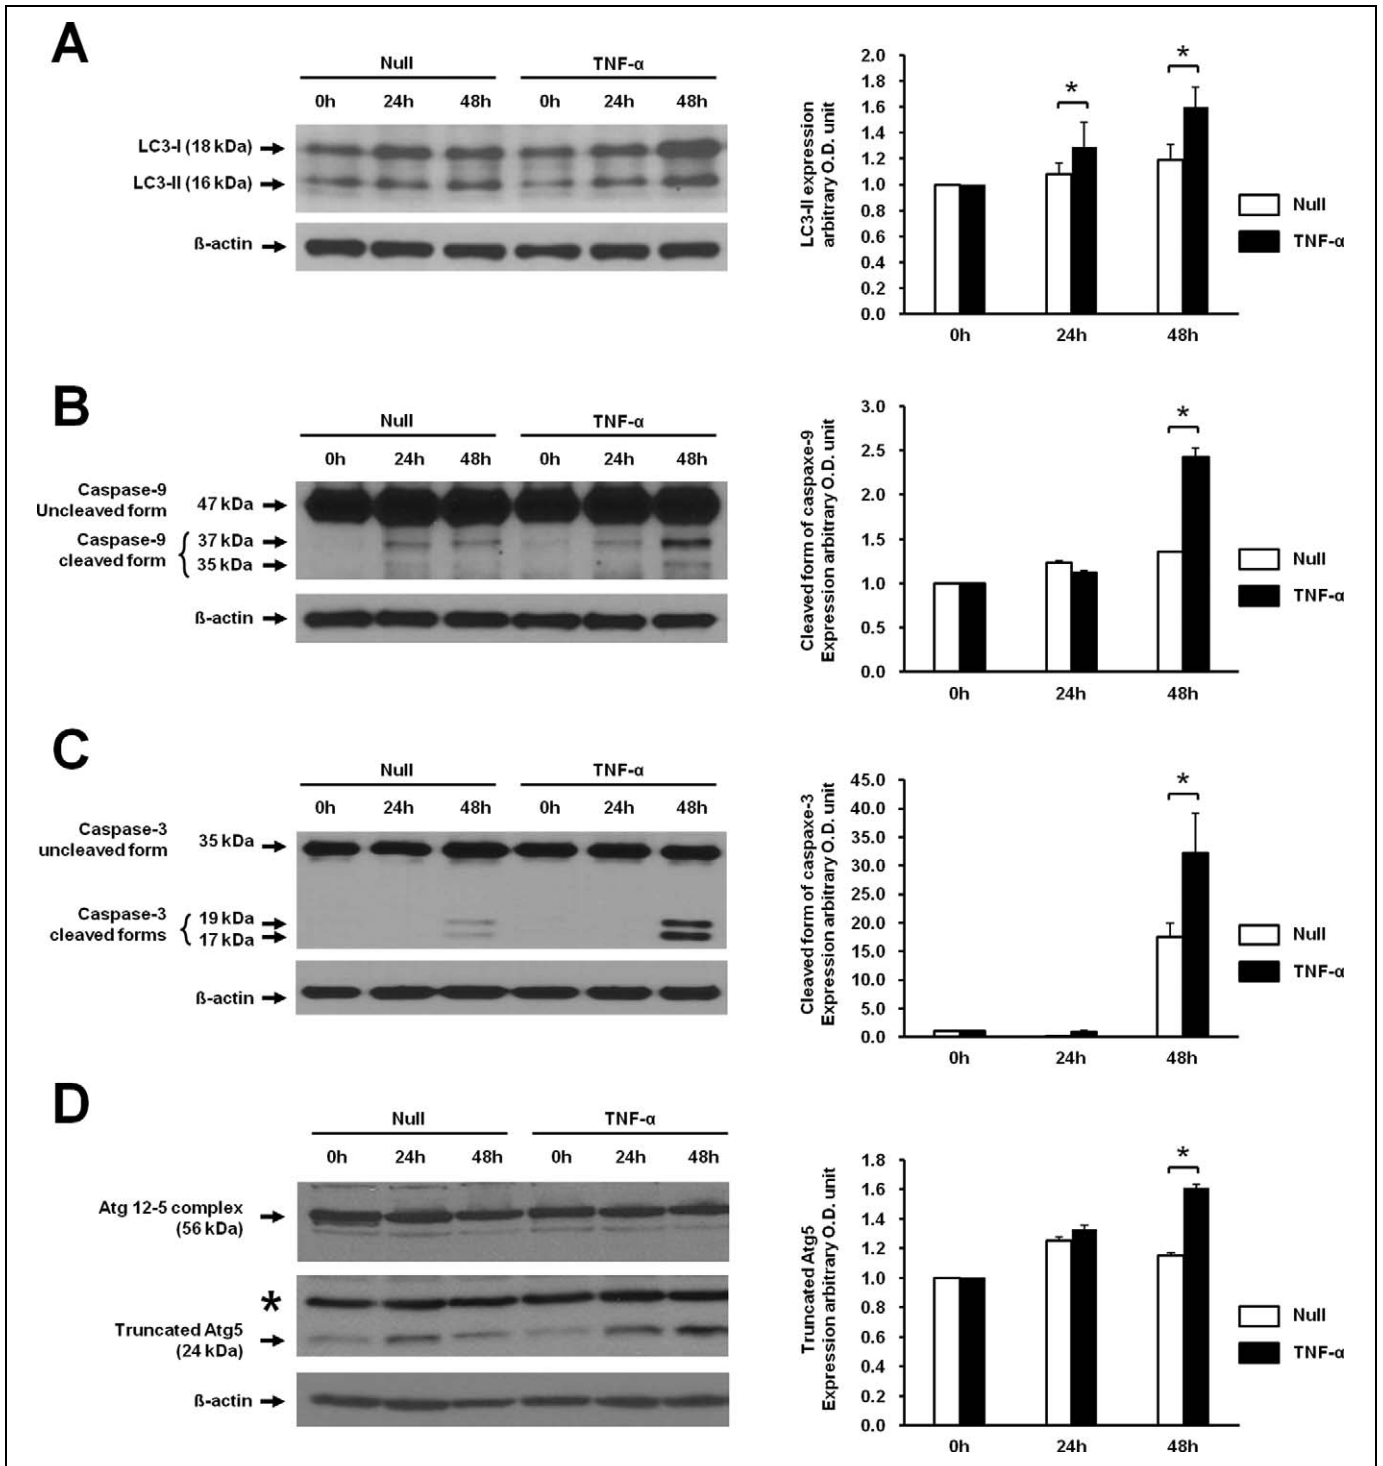 A
Null TNF-α
0h 24h 48h 0h 24h 48h
LC3-I (18 kDa)
LC3-II (16 kDa)
ß-actin
LC3-II expression
arbitrary O.D. unit
2.0
1.8
1.6
1.4
1.2
1.0
0.8
0.6
0.4
0.2
0.0
* *
0h 24h 48h
Null
TNF-α
B
Null TNF-α
0h 24h 48h 0h 24h 48h
Caspase-9
Uncleaved form
47 kDa
Caspase-9
cleaved form
37 kDa
35 kDa
ß-actin
Cleaved form of caspaxe-9
Expression arbitrary O.D. unit
3.0
2.5
2.0
1.5
1.0
0.5
0.0
*
0h 24h 48h
Null
TNF-α
C
Null TNF-α
0h 24h 48h 0h 24h 48h
Caspase-3
uncleaved form
35 kDa
Caspase-3
cleaved forms
19 kDa
17 kDa
ß-actin
Cleaved form of caspaxe-3
Expression arbitrary O.D. unit
45.0
40.0
35.0
30.0
25.0
20.0
15.0
10.0
5.0
0.0
*
0h 24h 48h
Null
TNF-α
D
Null TNF-α
0h 24h 48h 0h 24h 48h
Atg 12-5 complex
(56 kDa)
*
Truncated Atg5
(24 kDa)
ß-actin
Truncated Atg5
Expression arbitrary O.D. unit
1.8
1.6
1.4
1.2
1.0
0.8
0.6
0.4
0.2
0.0
*
0h 24h 48h
Null
TNF-α